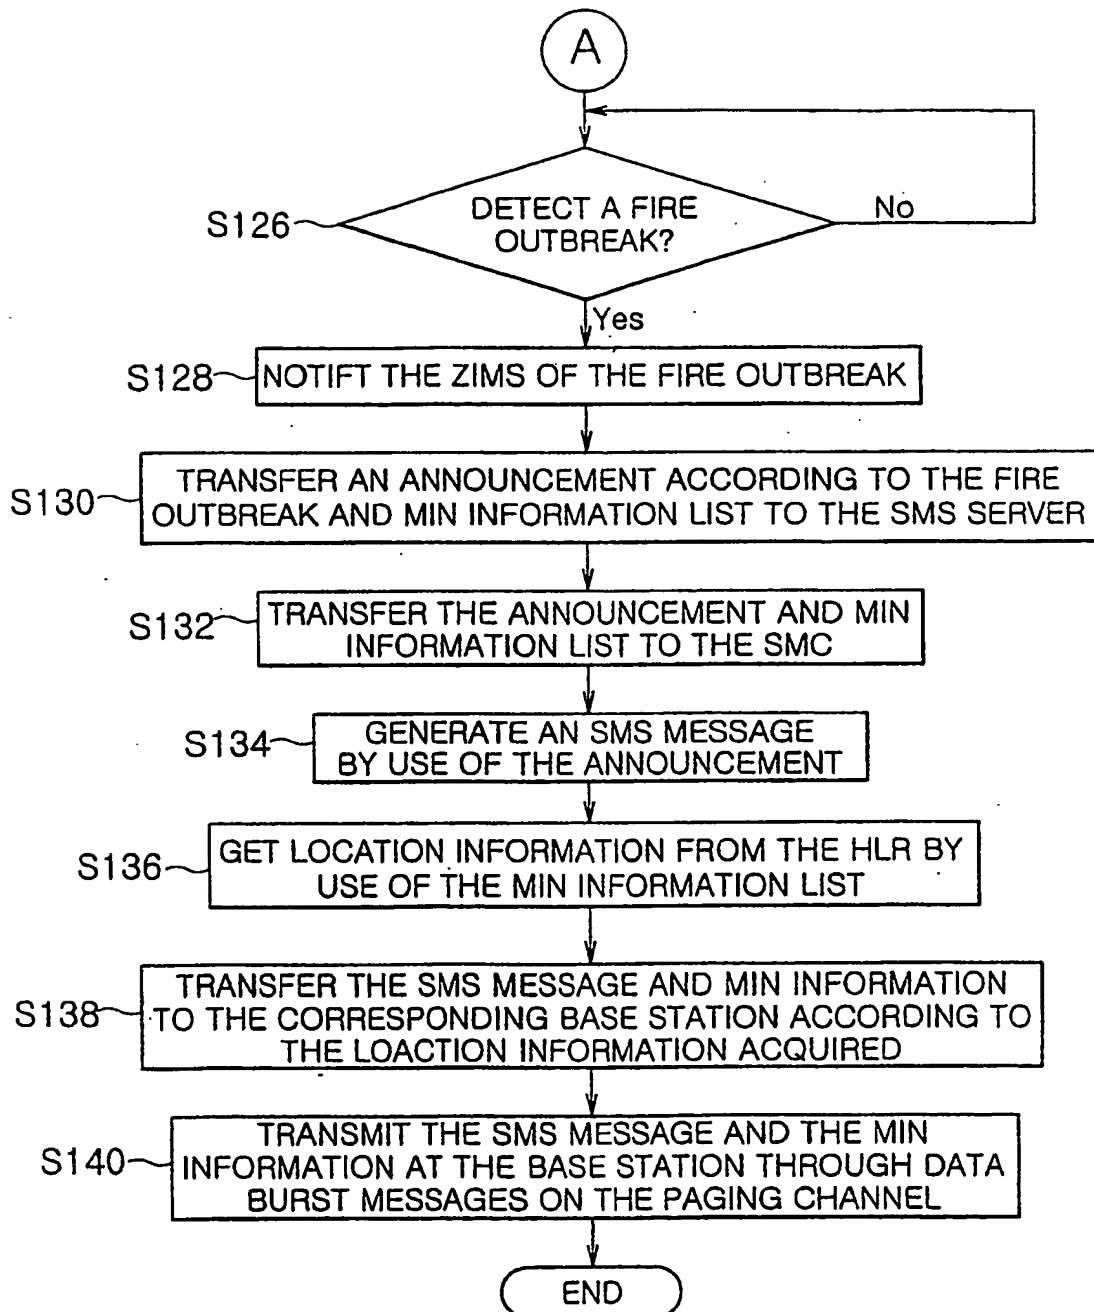 A
S126
DETECT A FIRE
OUTBREAK?
No
Yes
S128
NOTIFT THE ZIMS OF THE FIRE OUTBREAK
S130
TRANSFER AN ANNOUNCEMENT ACCORDING TO THE FIRE
OUTBREAK AND MIN INFORMATION LIST TO THE SMS SERVER
S132
TRANSFER THE ANNOUNCEMENT AND MIN
INFORMATION LIST TO THE SMC
S134
GENERATE AN SMS MESSAGE
BY USE OF THE ANNOUNCEMENT
S136
GET LOCATION INFORMATION FROM THE HLR BY
USE OF THE MIN INFORMATION LIST
S138
TRANSFER THE SMS MESSAGE AND MIN INFORMATION
TO THE CORRESPONDING BASE STATION ACCORDING TO
THE LOACTION INFORMATION ACQUIRED
S140
TRANSMIT THE SMS MESSAGE AND THE MIN
INFORMATION AT THE BASE STATION THROUGH DATA
BURST MESSAGES ON THE PAGING CHANNEL
END